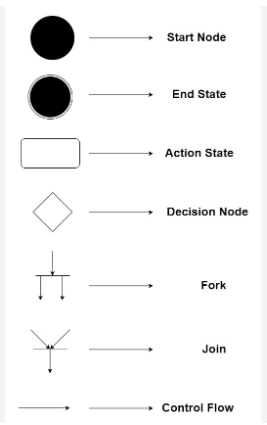 Start Node
End State
Action State
Decision Node
Fork
Join
Control Flow